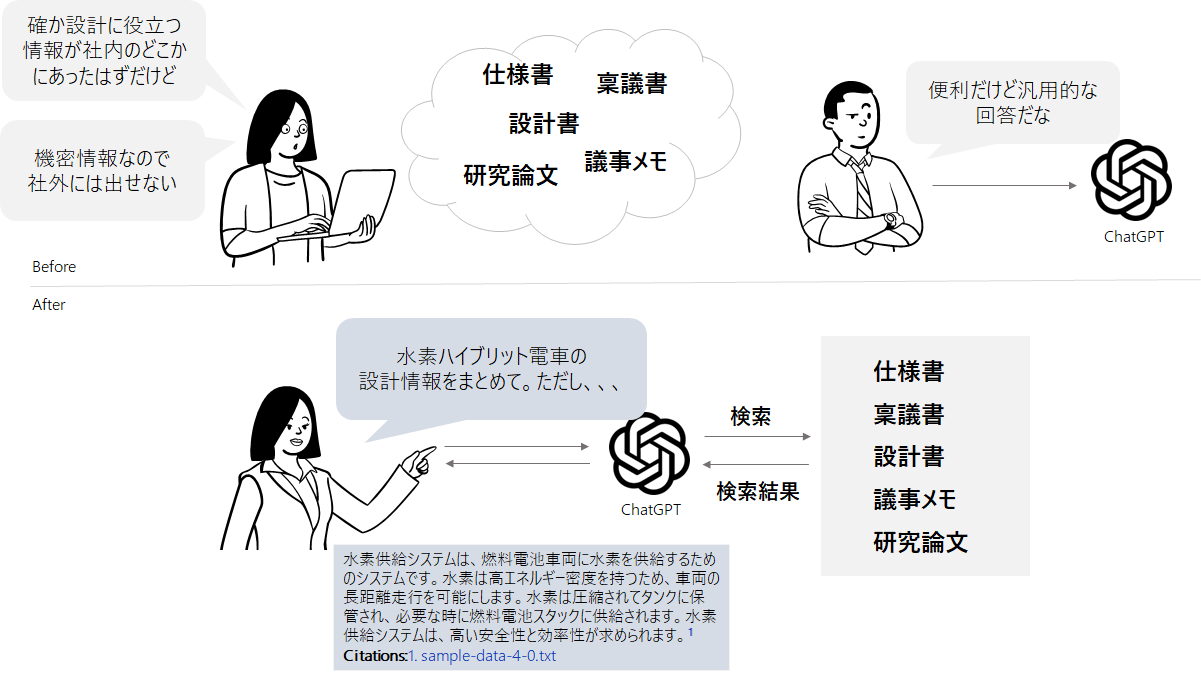 確か設計に役立つ
情報が社内のどこか
にあったはずだけど
機密情報なので
社外には出せない
仕様書
稟議書
設計書
議事メモ
研究論文
便利だけど汎用的な
回答だな
ChatGPT
Before
After
水素ハイブリット電車の
設計情報をまとめて。ただし、、、
ChatGPT
検索
検索結果
仕様書
稟議書
設計書
議事メモ
研究論文
水素供給システムは、燃料電池車両に水素を供給するため
のシステムです。水素は高エネルギー密度を持つため、車両の
長距離走行を可能にします。水素は圧縮されてタンクに保
管され、必要な時に燃料電池スタックに供給されます。水素
供給システムは、高い安全性と効率性が求められます。1
Citations:1. sample-data-4-0.txt